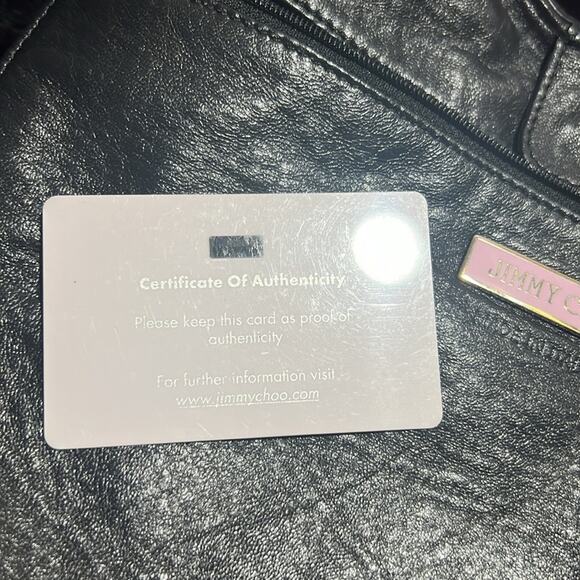 Certificate Of Authenticity
Please keep this card as proof of
authenticity
For further information visit
www.jimmychoo.com
JIMMY C